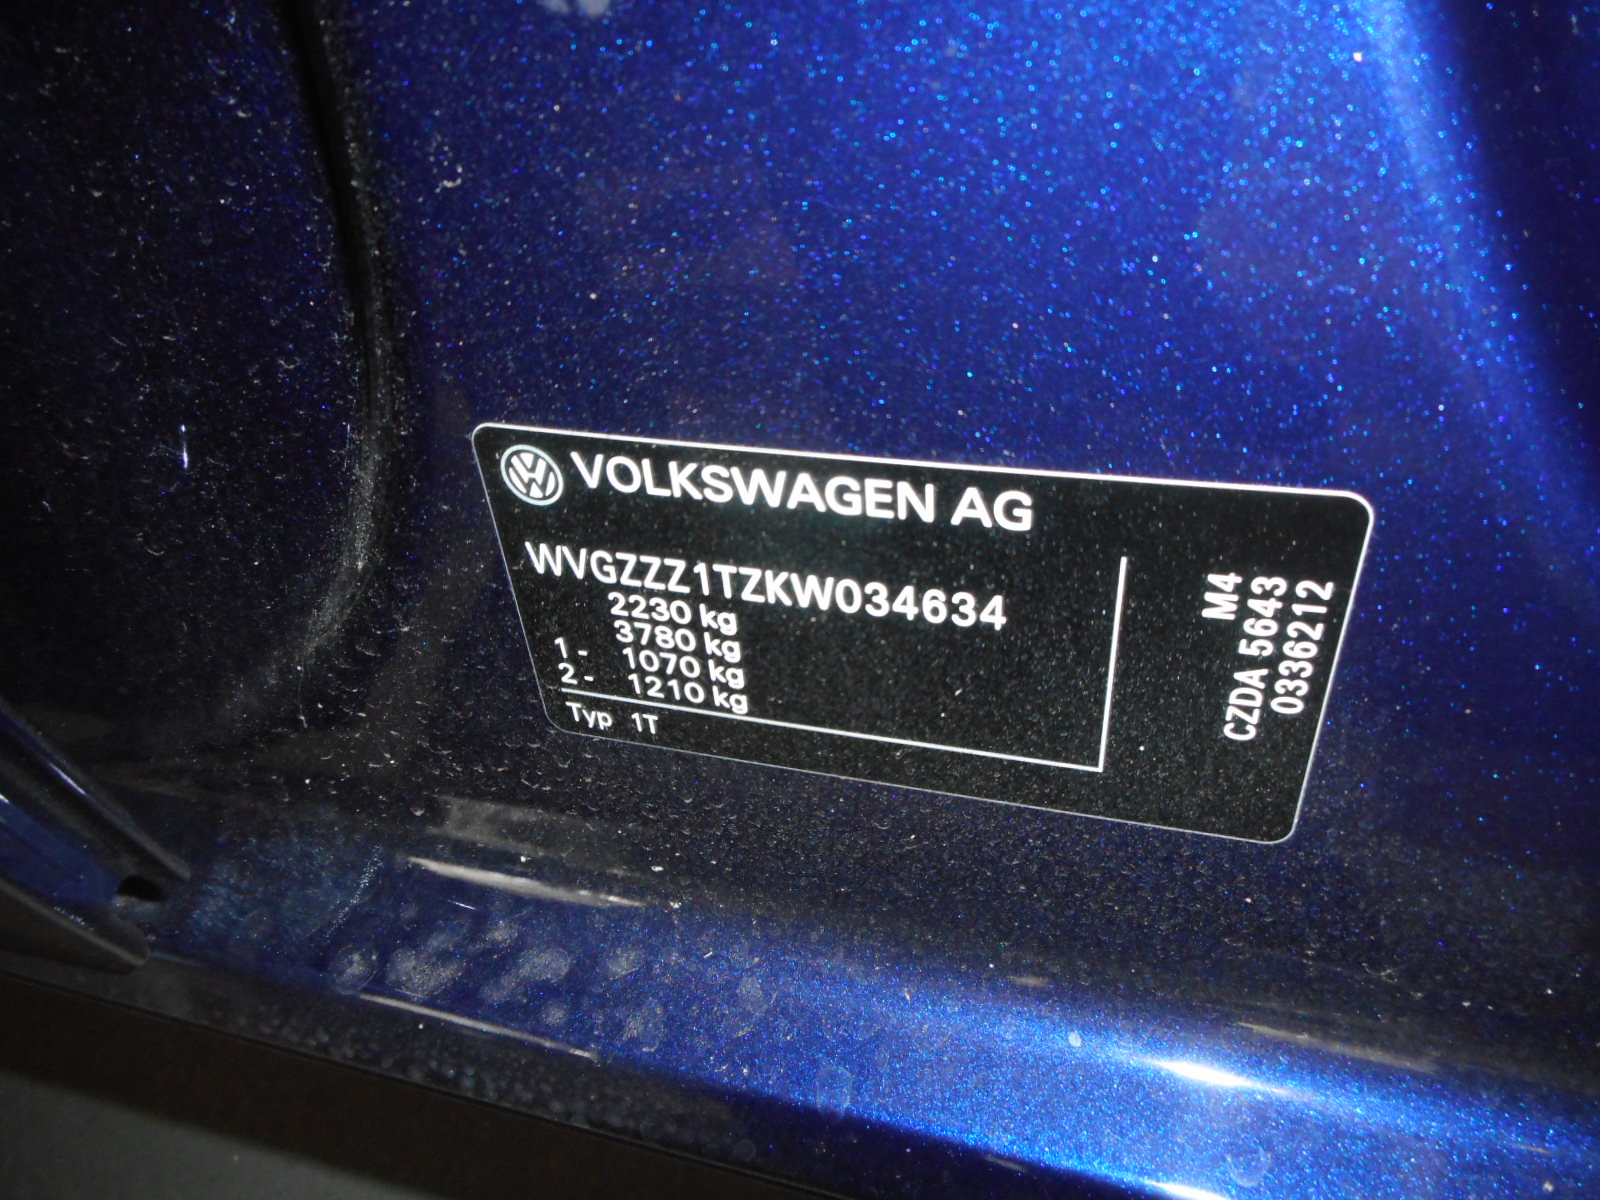 VOLKSWAGEN AG
WVGZZZ1TZKW034634
2230 kg
3780 kg
1 - 1070 kg
2 - 1210 kg
Typ 1T
M4
CZDA 5643
0336212